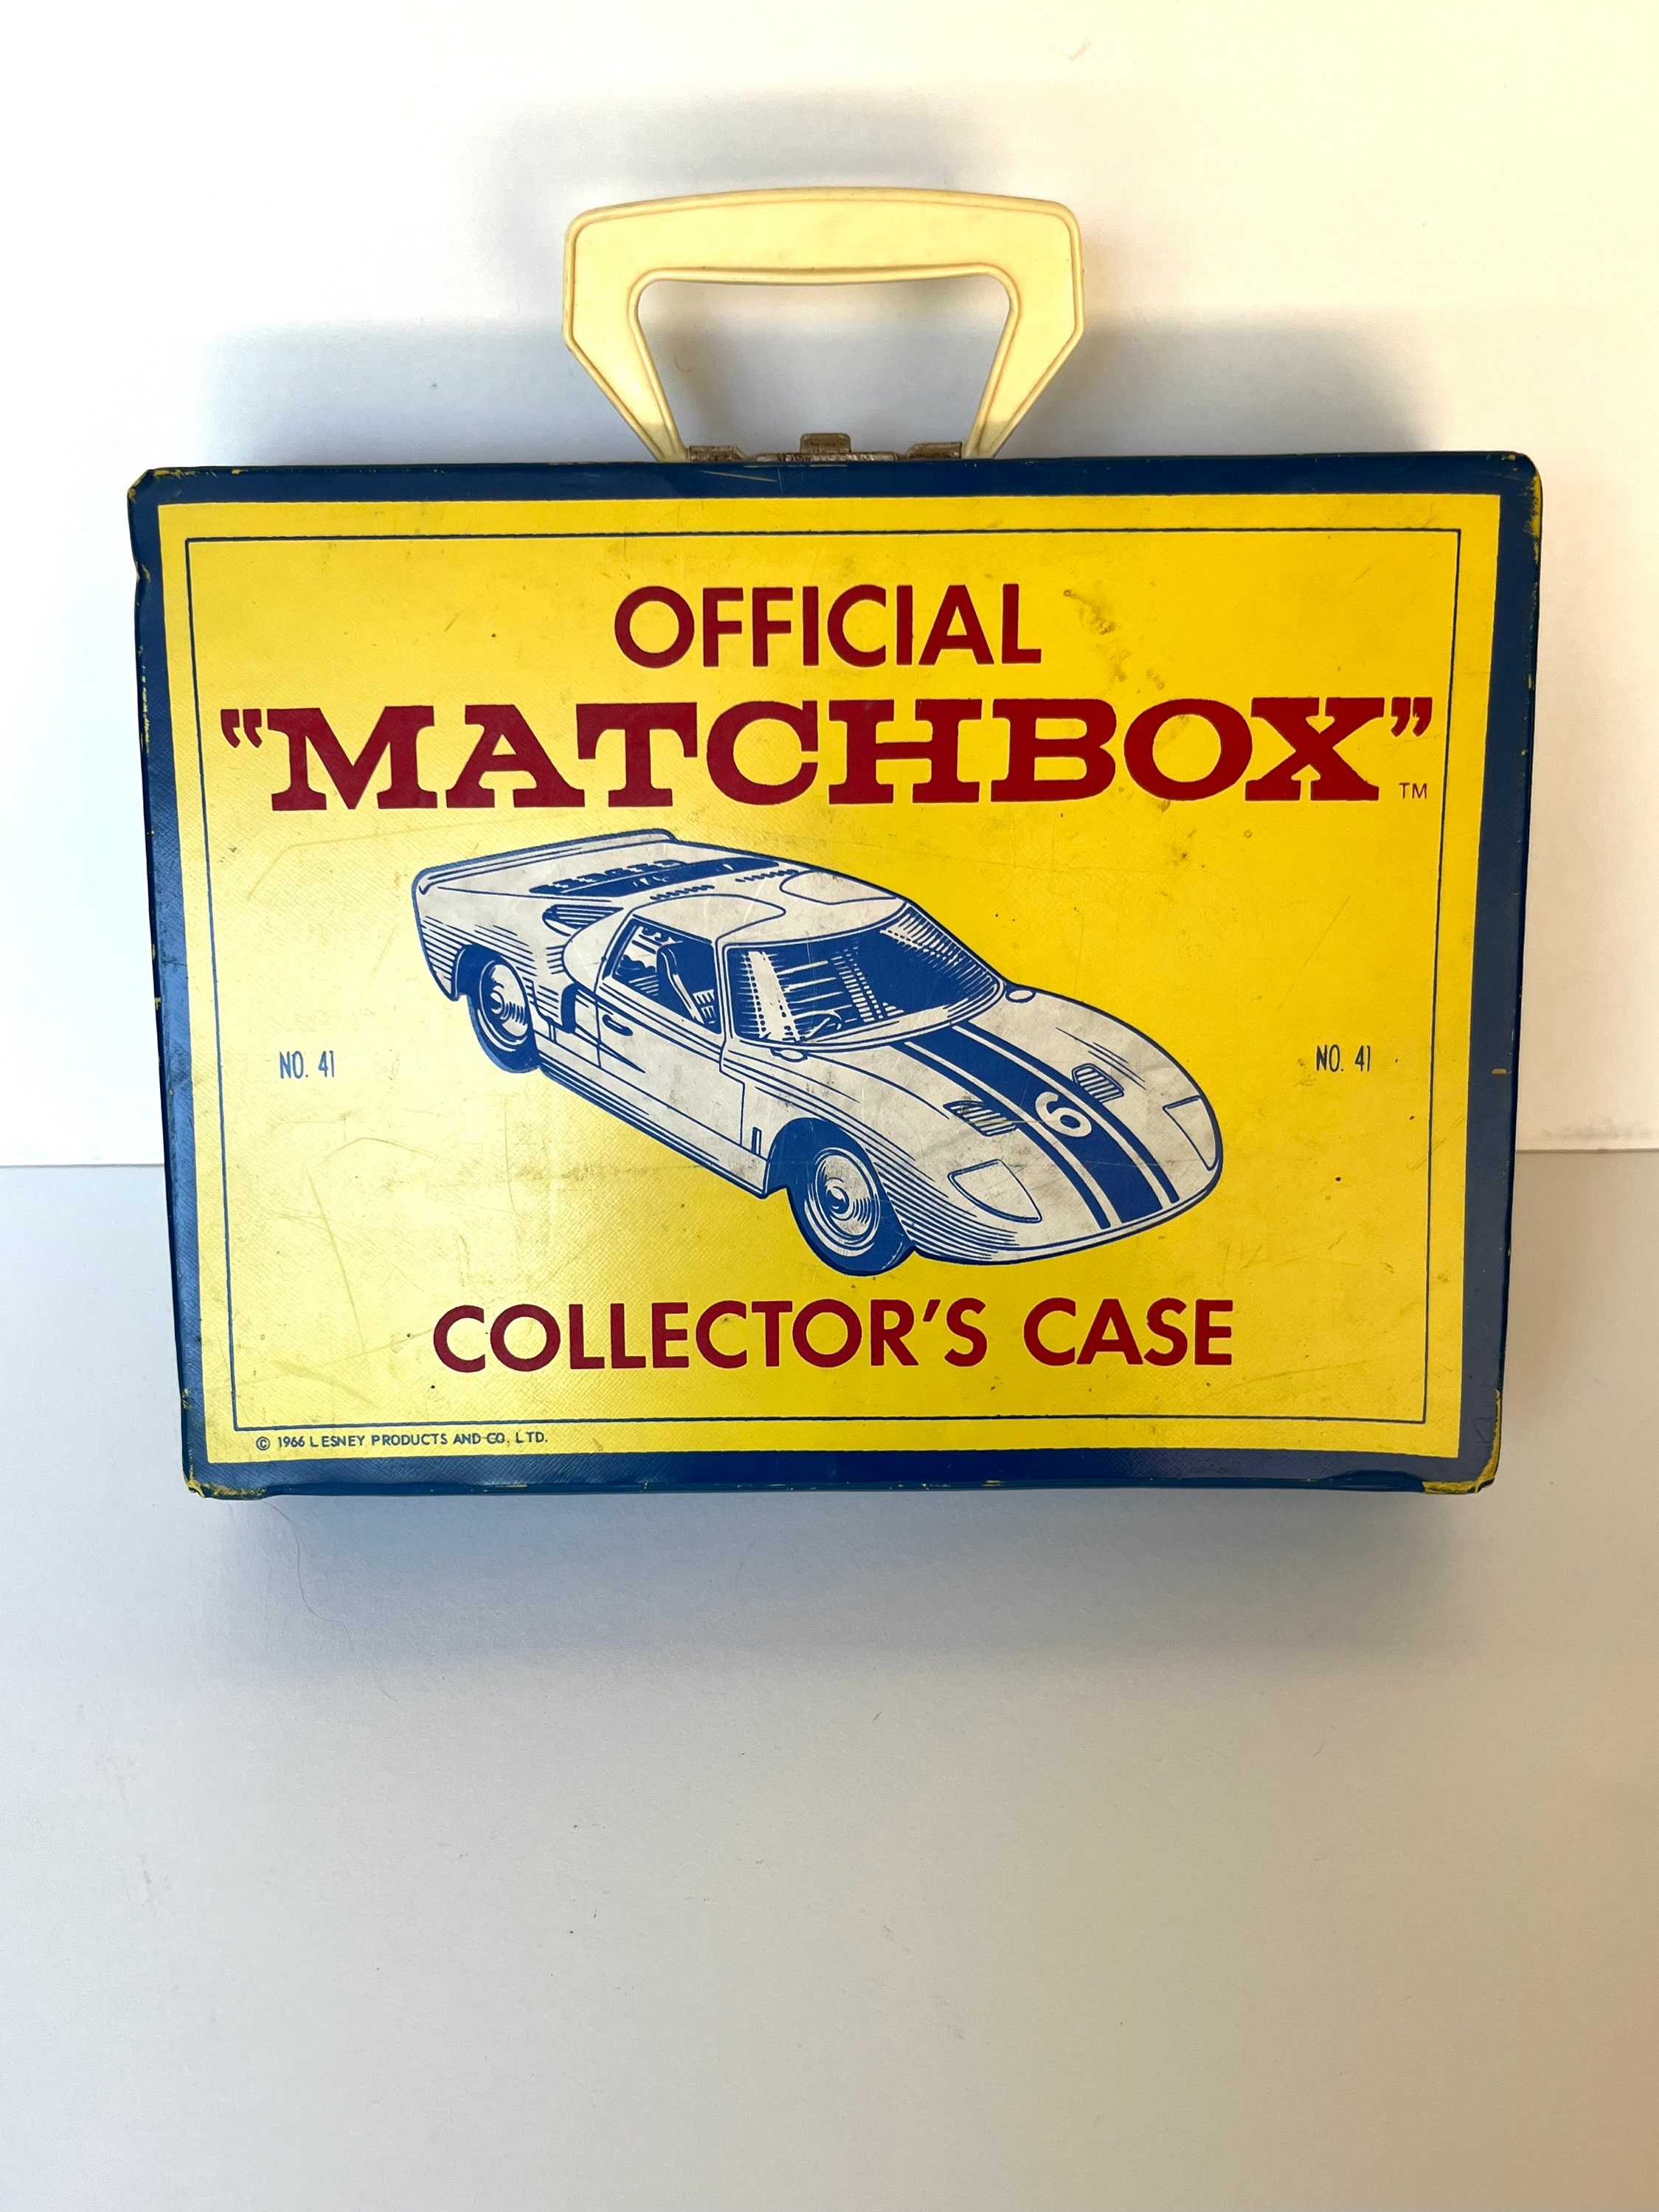 OFFICIAL
"MATCHBOX"
TM
NO. 41
NO. 41
6
COLLECTOR'S CASE
© 1966 LESNEY PRODUCTS AND CO. LTD.